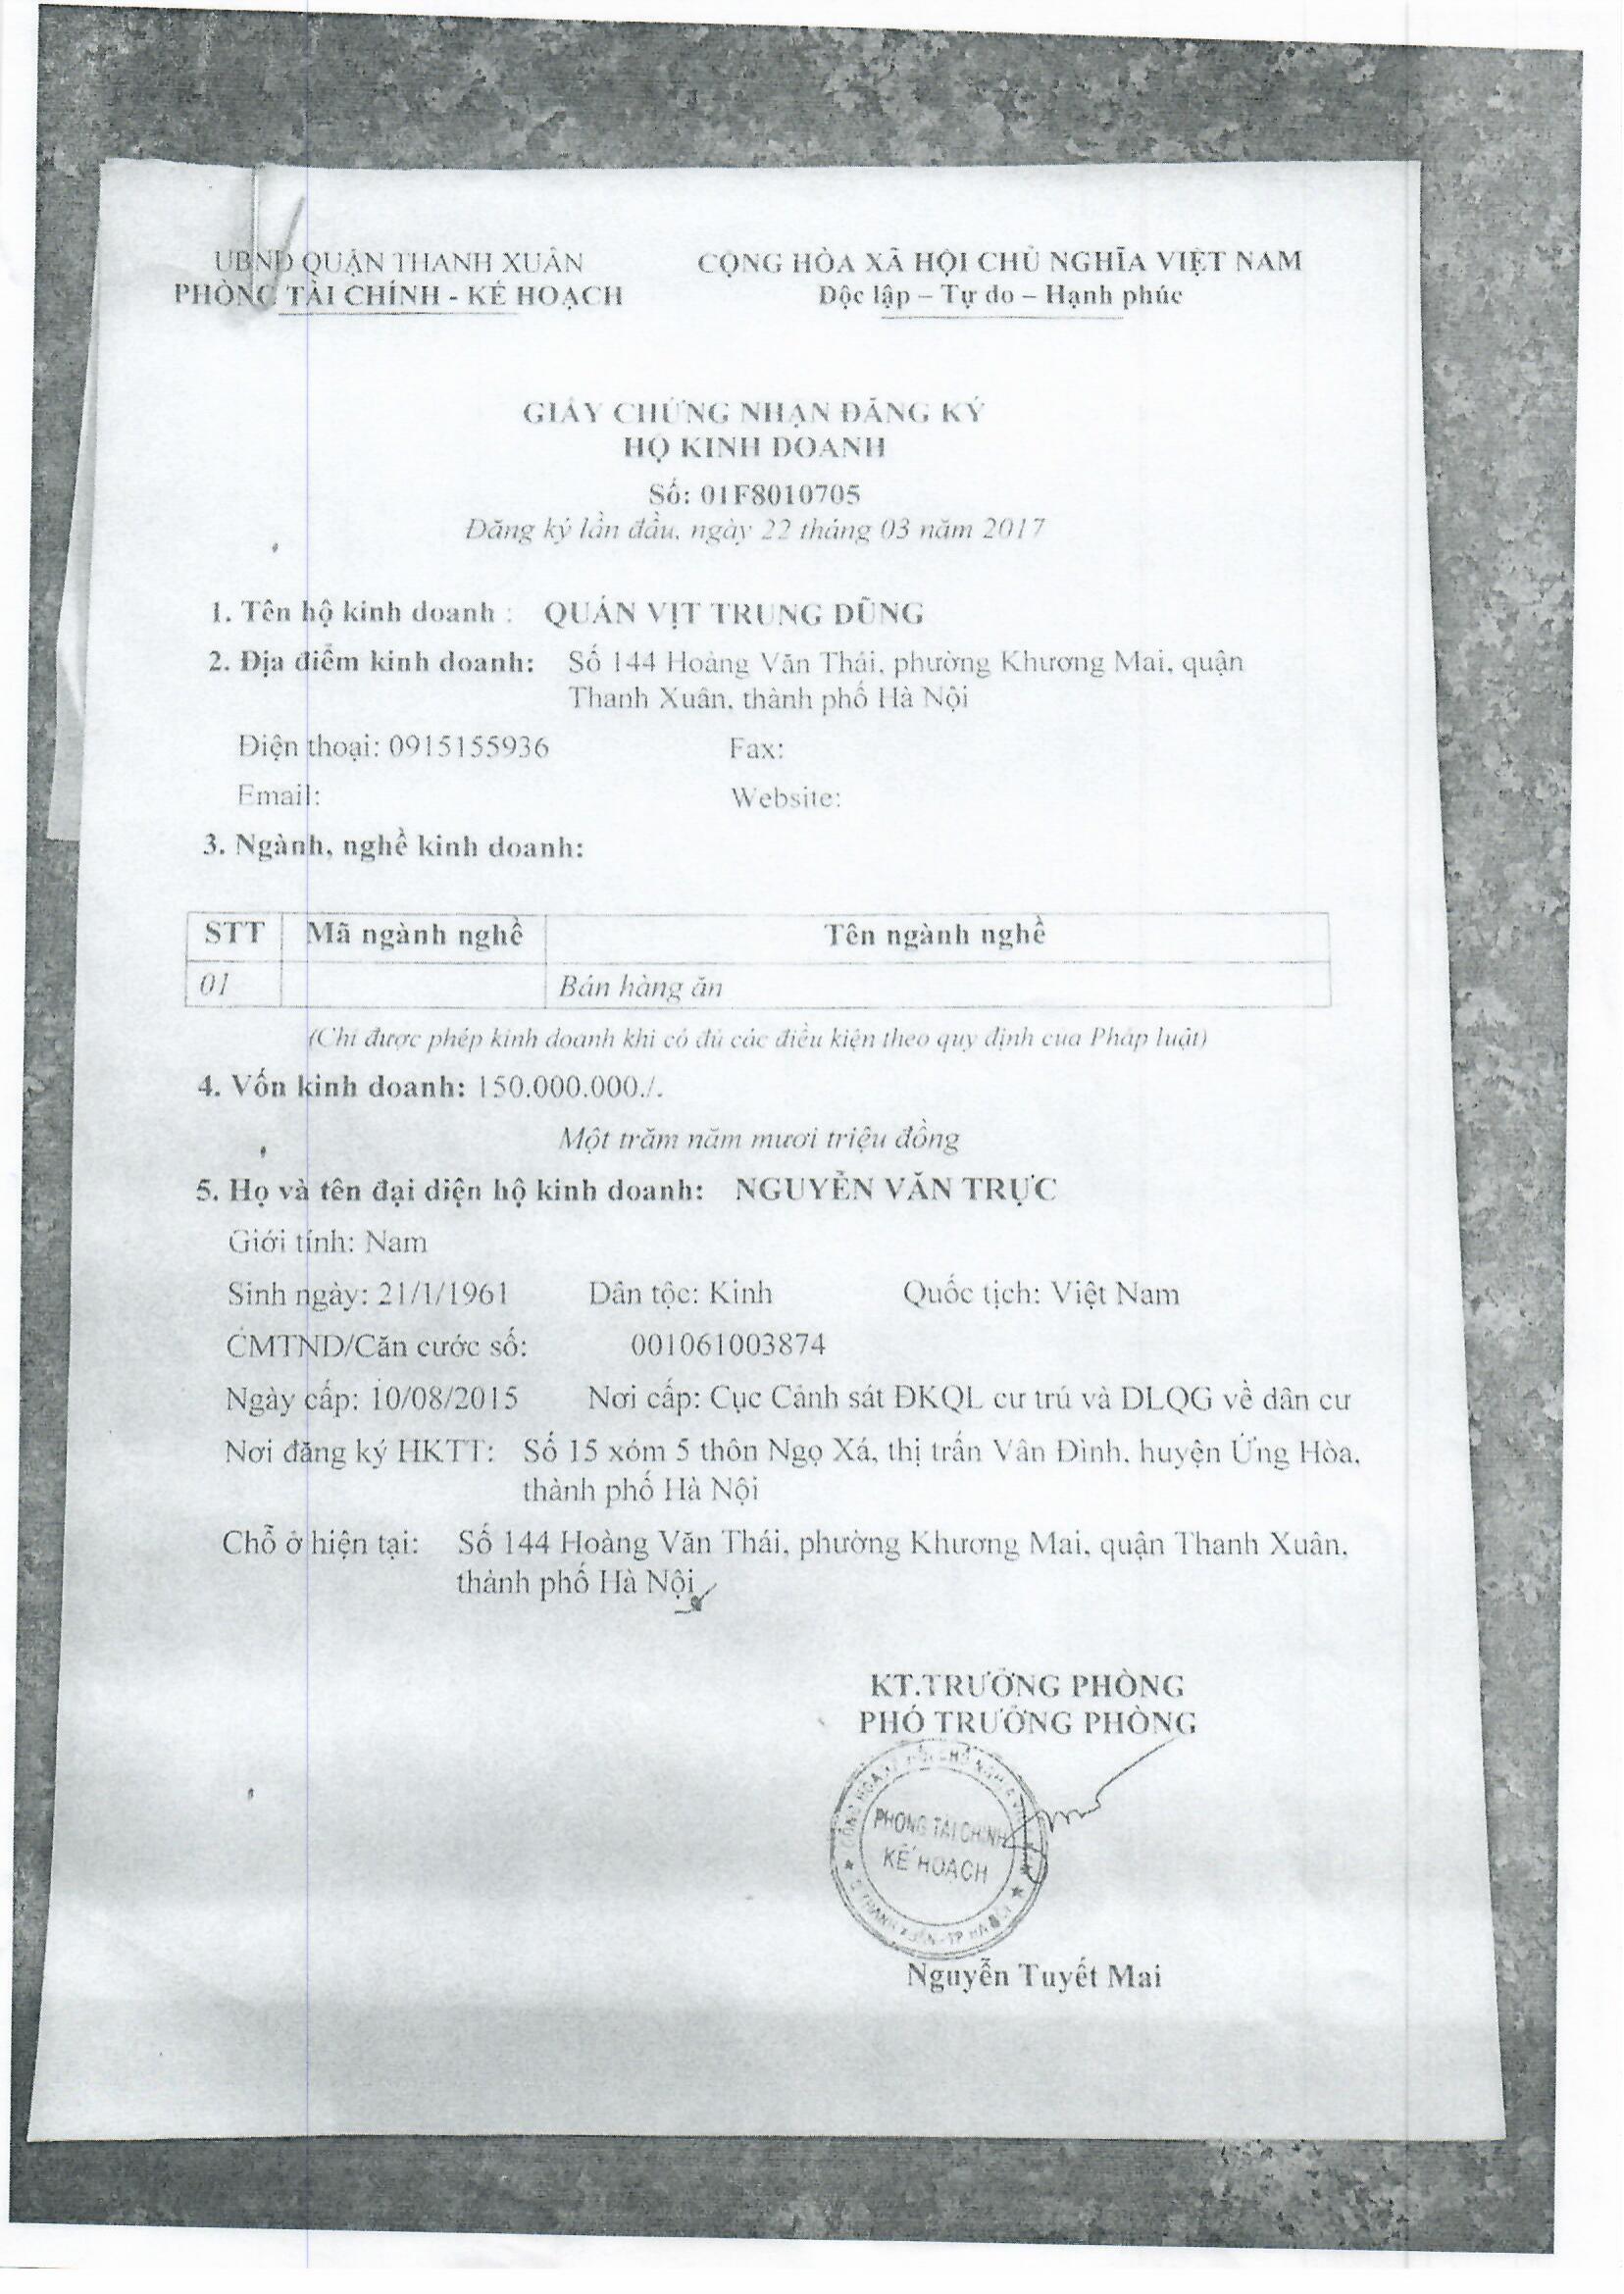 UBND QUẬN THANH XUÂN
PHÒNG TÀI CHÍNH - KẾ HOẠCH
CỘNG HÒA XÃ HỘI CHỦ NGHĨA VIỆT NAM
Độc lập – Tự do – Hạnh phúc
GIẤY CHỨNG NHẬN ĐĂNG KÝ
HỘ KINH DOANH
Số: 01F8010705
Đăng ký lần đầu, ngày 22 tháng 03 năm 2017
1. Tên hộ kinh doanh : QUÁN VỊT TRUNG DŨNG
2. Địa điểm kinh doanh: Số 144 Hoàng Văn Thái, phường Khương Mai, quận
Thanh Xuân, thành phố Hà Nội
Điện thoại: 0915155936 Fax:
Email: Website:
3. Ngành, nghề kinh doanh:
STT Mã ngành nghề Tên ngành nghề
01 Bán hàng ăn
(Chỉ được phép kinh doanh khi có đủ các điều kiện theo quy định của Pháp luật)
4. Vốn kinh doanh: 150.000.000./.
Một trăm năm mươi triệu đồng
5. Họ và tên đại diện hộ kinh doanh: NGUYỄN VĂN TRỰC
Giới tính: Nam
Sinh ngày: 21/1/1961 Dân tộc: Kinh Quốc tịch: Việt Nam
CMTND/Căn cước số: 001061003874
Ngày cấp: 10/08/2015 Nơi cấp: Cục Cảnh sát ĐKQL cư trú và DLQG về dân cư
Nơi đăng ký HKTT: Số 15 xóm 5 thôn Ngọ Xá, thị trấn Vân Đình, huyện Ứng Hòa,
thành phố Hà Nội
Chỗ ở hiện tại: Số 144 Hoàng Văn Thái, phường Khương Mai, quận Thanh Xuân,
thành phố Hà Nội
KT.TRƯỞNG PHÒNG
PHÓ TRƯỞNG PHÒNG
PHÒNG TÀI CHÍNH
KẾ HOẠCH
Nguyễn Tuyết Mai